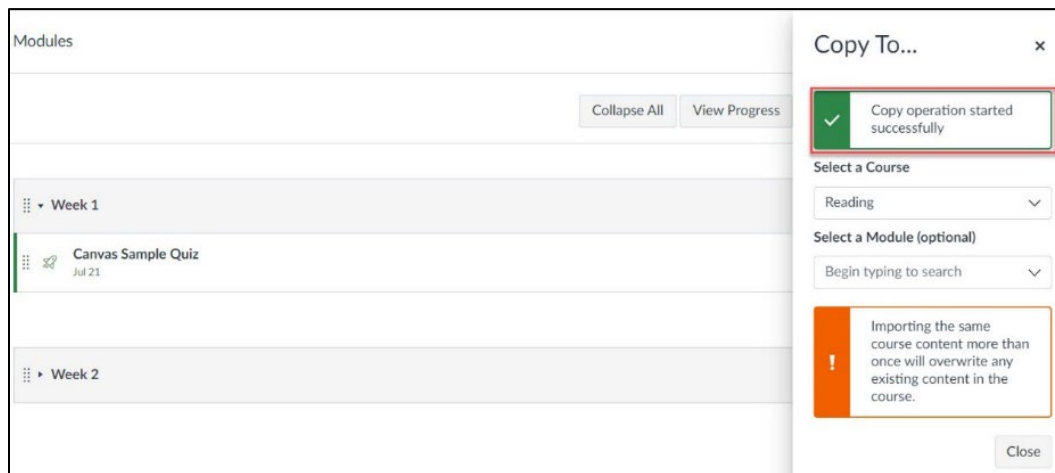 Modules
Collapse All
View Progress
Week 1
Canvas Sample Quiz
Jul 21
Week 2
Copy To...
Copy operation started
successfully
Select a Course
Reading
Select a Module (optional)
Begin typing to search
Importing the same
course content more than
once will overwrite any
existing content in the
course.
Close